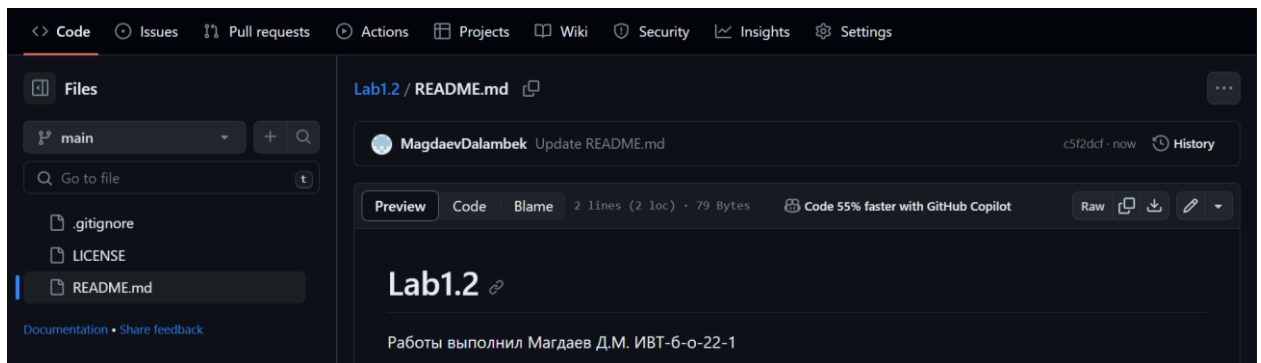 Code Issues Pull requests Actions Projects Wiki Security Insights Settings
Files
main
Go to file t
.gitignore
LICENSE
README.md
Documentation • Share feedback
Lab1.2 / README.md
MagdaevDalambek Update README.md c5f2dcf · now History
Preview Code Blame 2 lines (2 loc) · 79 Bytes Code 55% faster with GitHub Copilot Raw
Lab1.2
Работы выполнил Магдаев Д.М. ИВТ-б-о-22-1